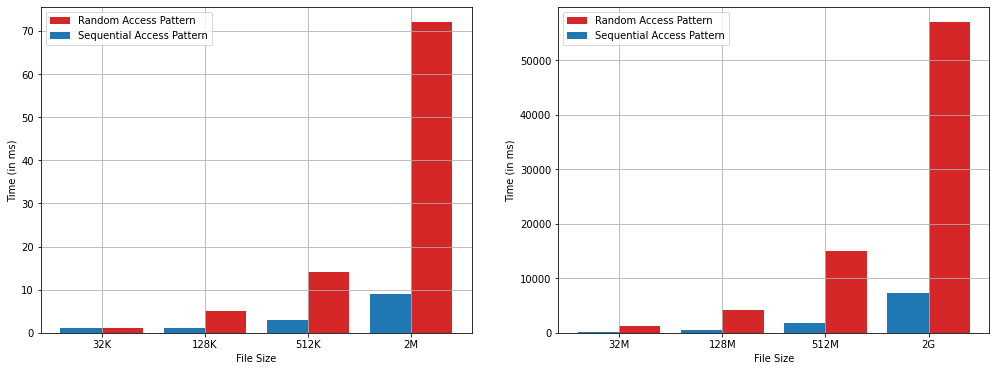 Random Access Pattern
Sequential Access Pattern
70
60
50
40
30
20
10
0
Time (in ms)
32K
128K
512K
2M
File Size
Random Access Pattern
Sequential Access Pattern
50000
40000
30000
20000
10000
0
Time (in ms)
32M
128M
512M
2G
File Size